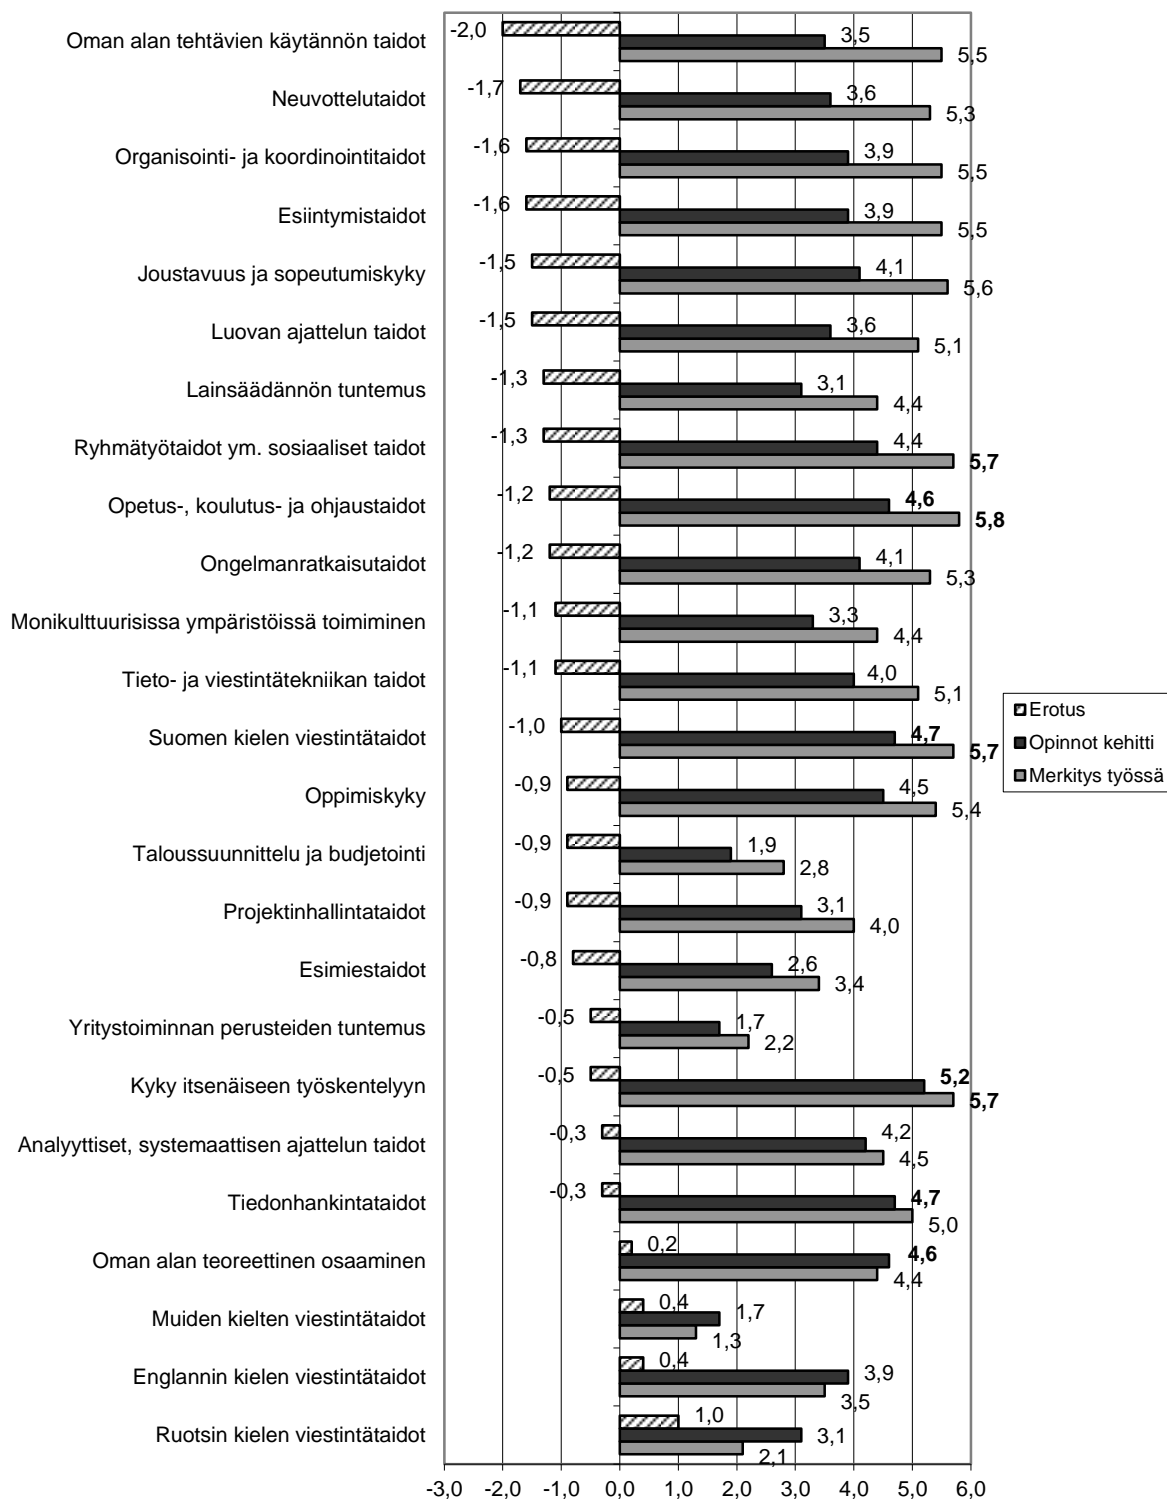 Oman alan tehtävien käytännön taidot -2,0 3,5 5,5
Neuvottelutaidot -1,7 3,6 5,3
Organisointi- ja koordinointitaidot -1,6 3,9 5,5
Esiintymistaidot -1,6 3,9 5,5
Joustavuus ja sopeutumiskyky -1,5 4,1 5,6
Luovan ajattelun taidot -1,5 3,6 5,1
Lainsäädännön tuntemus -1,3 3,1 4,4
Ryhmätyötaidot ym. sosiaaliset taidot -1,3 4,4 5,7
Opetus-, koulutus- ja ohjaustaidot -1,2 4,6 5,8
Ongelmanratkaisutaidot -1,2 4,1 5,3
Monikulttuurisissa ympäristöissä toimiminen -1,1 3,3 4,4
Tieto- ja viestintätekniikan taidot -1,1 4,0 5,1
Suomen kielen viestintätaidot -1,0 4,7 5,7
Oppimiskyky -0,9 4,5 5,4
Taloussuunnittelu ja budjetointi -0,9 1,9 2,8
Projektinhallintataidot -0,9 3,1 4,0
Esimiestaidot -0,8 2,6 3,4
Yritystoiminnan perusteiden tuntemus -0,5 1,7 2,2
Kyky itsenäiseen työskentelyyn -0,5 5,2 5,7
Analyyttiset, systemaattisen ajattelun taidot -0,3 4,2 4,5
Tiedonhankintataidot -0,3 4,7 5,0
Oman alan teoreettinen osaaminen 0,2 4,6 4,4
Muiden kielten viestintätaidot 0,4 1,7 1,3
Englannin kielen viestintätaidot 0,4 3,9 3,5
Ruotsin kielen viestintätaidot 1,0 3,1 2,1
-3,0 -2,0 -1,0 0,0 1,0 2,0 3,0 4,0 5,0 6,0
Erotus
Opinnot kehitti
Merkitys työssä